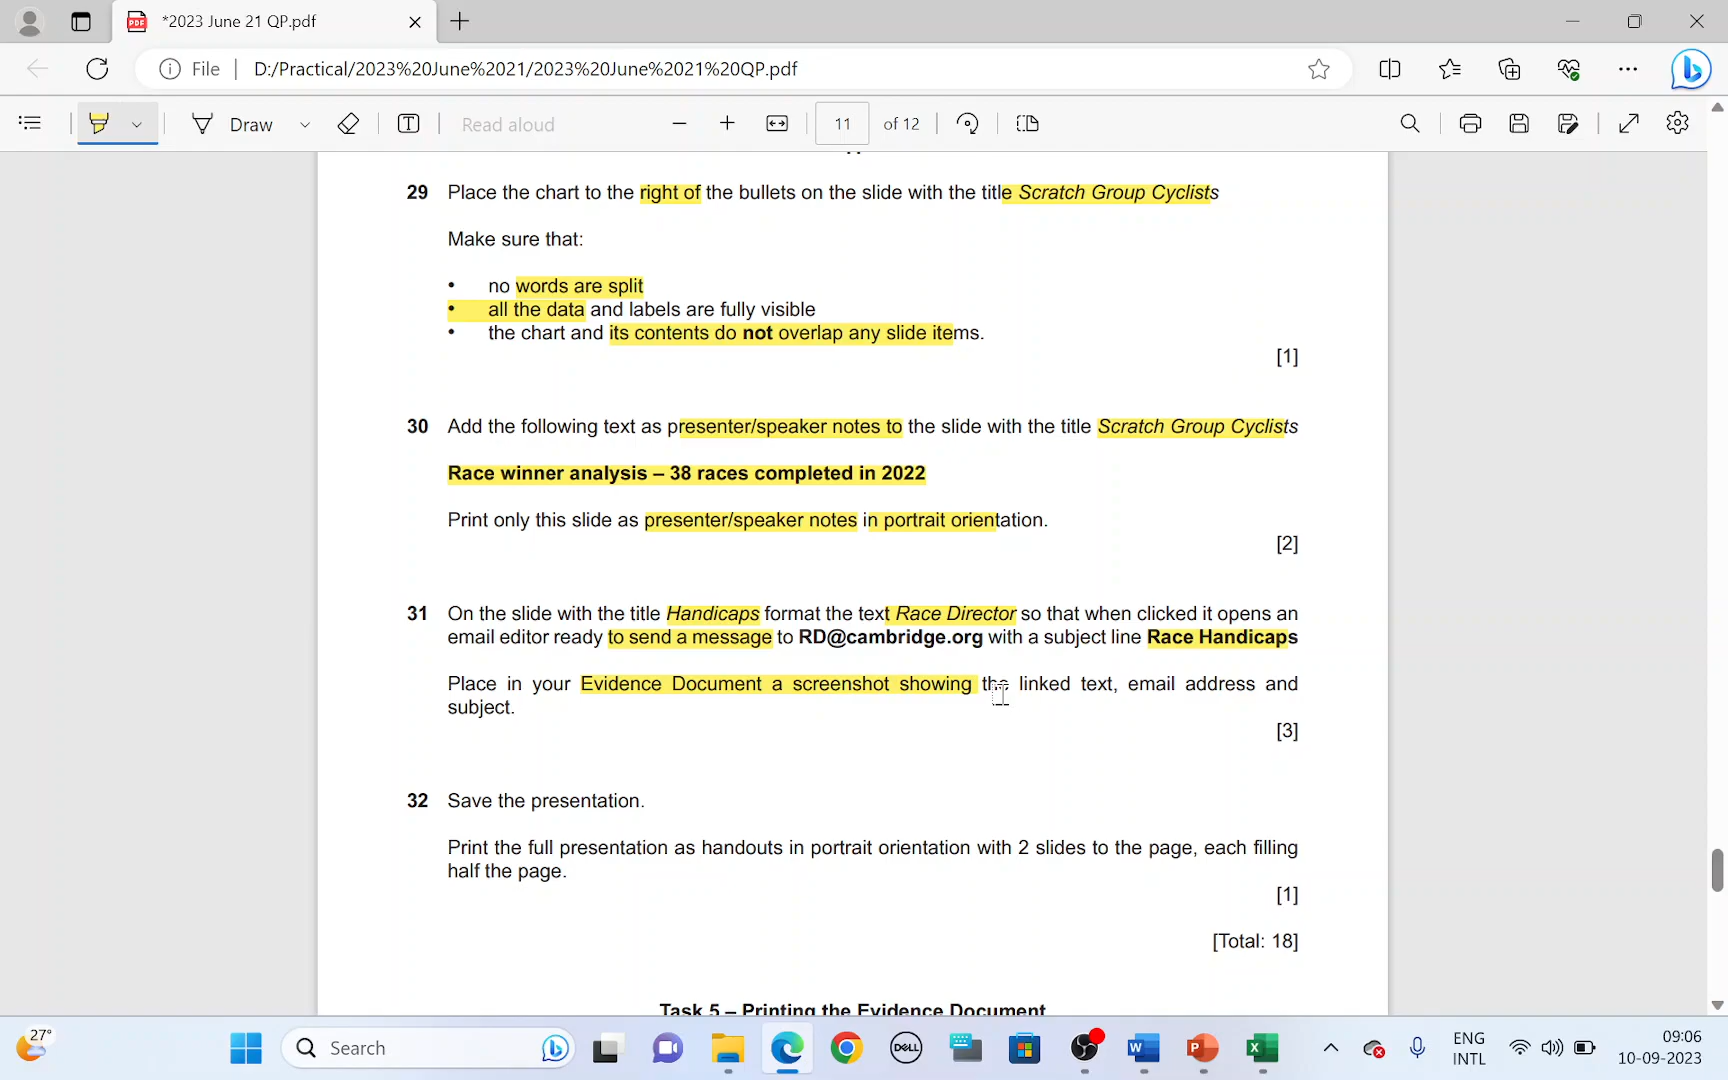 *2023 June 21 QP.pdf
File
D:/Practical/2023%20June%2021/2023%20June%2021%20QP.pdf
Draw
Read aloud
11
of 12
29 Place the chart to the right of the bullets on the slide with the title Scratch Group Cyclists
Make sure that:
• no words are split
• all the data and labels are fully visible
• the chart and its contents do not overlap any slide items.
[1]
30 Add the following text as presenter/speaker notes to the slide with the title Scratch Group Cyclists
Race winner analysis – 38 races completed in 2022
Print only this slide as presenter/speaker notes in portrait orientation.
[2]
31 On the slide with the title Handicaps format the text Race Director so that when clicked it opens an
email editor ready to send a message to RD@cambridge.org with a subject line Race Handicaps
Place in your Evidence Document a screenshot showing the linked text, email address and
subject.
[3]
32 Save the presentation.
Print the full presentation as handouts in portrait orientation with 2 slides to the page, each filling
half the page.
[1]
[Total: 18]
Task 5 – Printing the Evidence Document
27°
Search
DELL
ENG
INTL
09:06
10-09-2023